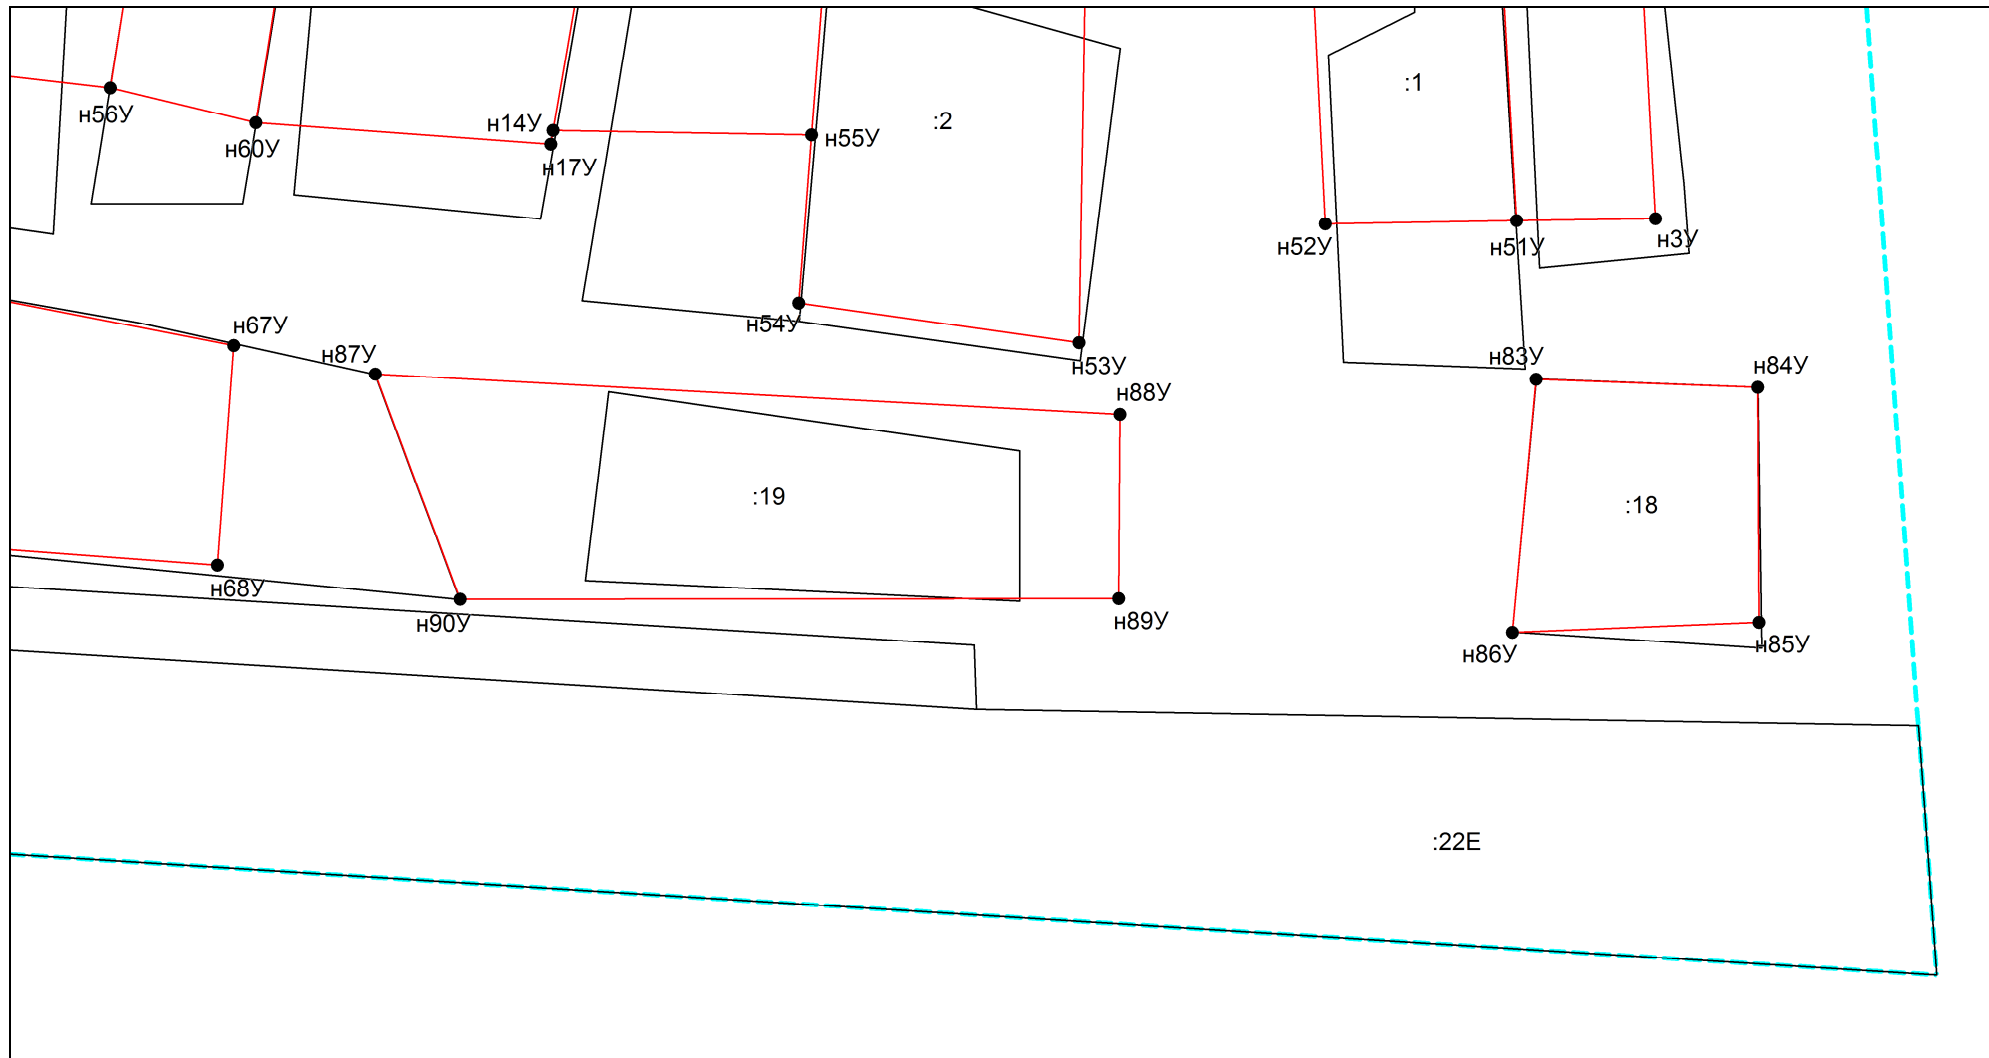 :1
н56У
:2
н14У
н55У
н60У
н17У
н3У
н52У
н51У
н67У
н54У
н87У
н83У
н53У
н84У
н88У
:19
:18
н68У
н90У
н89У
н85У
н86У
:22Е